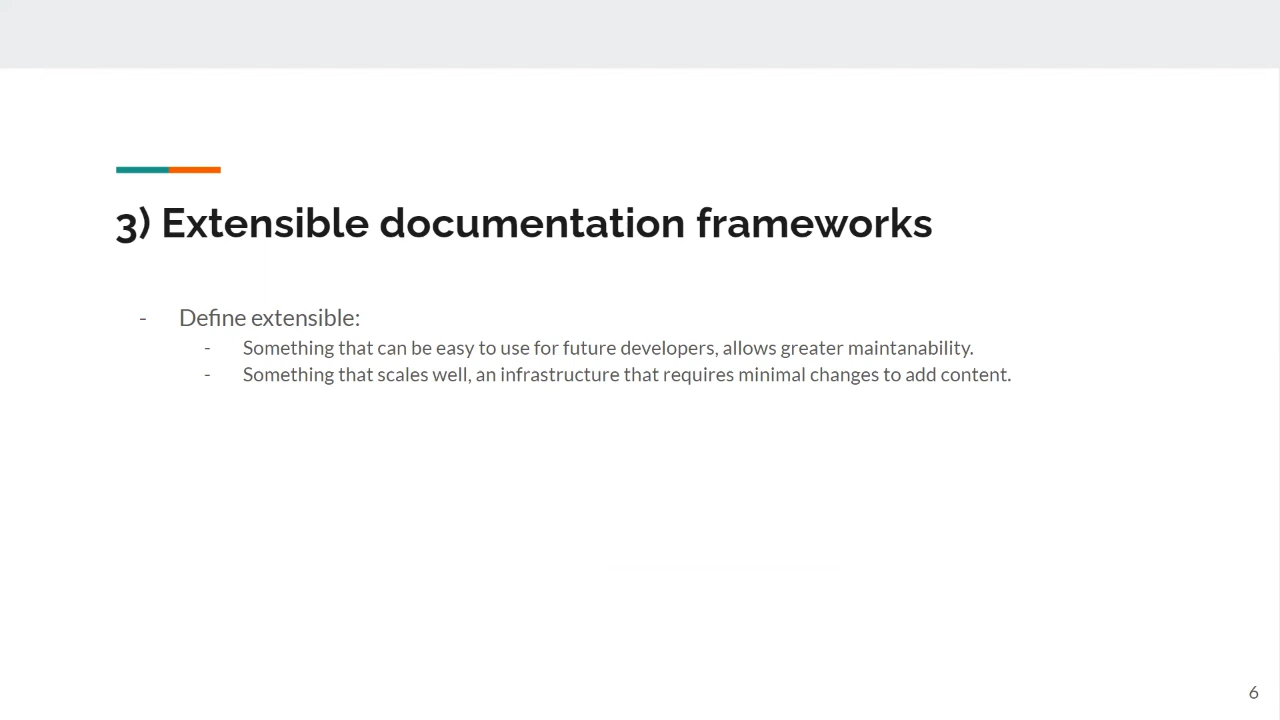 3) Extensible documentation frameworks
- Define extensible:
- Something that can be easy to use for future developers, allows greater maintanability.
- Something that scales well, an infrastructure that requires minimal changes to add content.
6